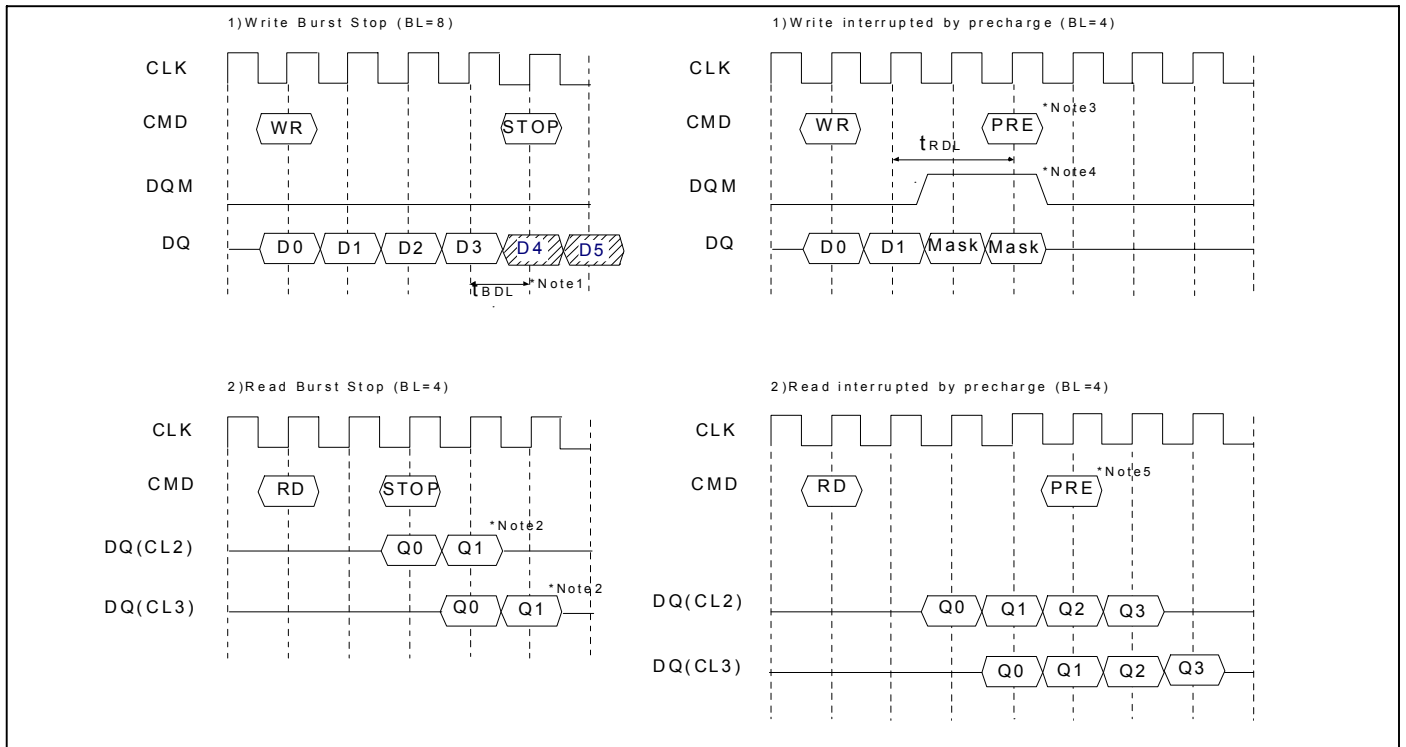 1)Write Burst Stop (BL=8)
CLK
CMD
WR
STOP
DQM
DQ
D0
D1
D2
D3
D4
D5
tBDL
*Note1
1)Write interrupted by precharge (BL=4)
CLK
CMD
WR
PRE
*Note3
tRDL
DQM
*Note4
DQ
D0
D1
Mask
Mask
2)Read Burst Stop (BL=4)
CLK
CMD
RD
STOP
DQ(CL2)
Q0
Q1
*Note2
DQ(CL3)
Q0
Q1
*Note2
2)Read interrupted by precharge (BL=4)
CLK
CMD
RD
PRE
*Note5
DQ(CL2)
Q0
Q1
Q2
Q3
DQ(CL3)
Q0
Q1
Q2
Q3